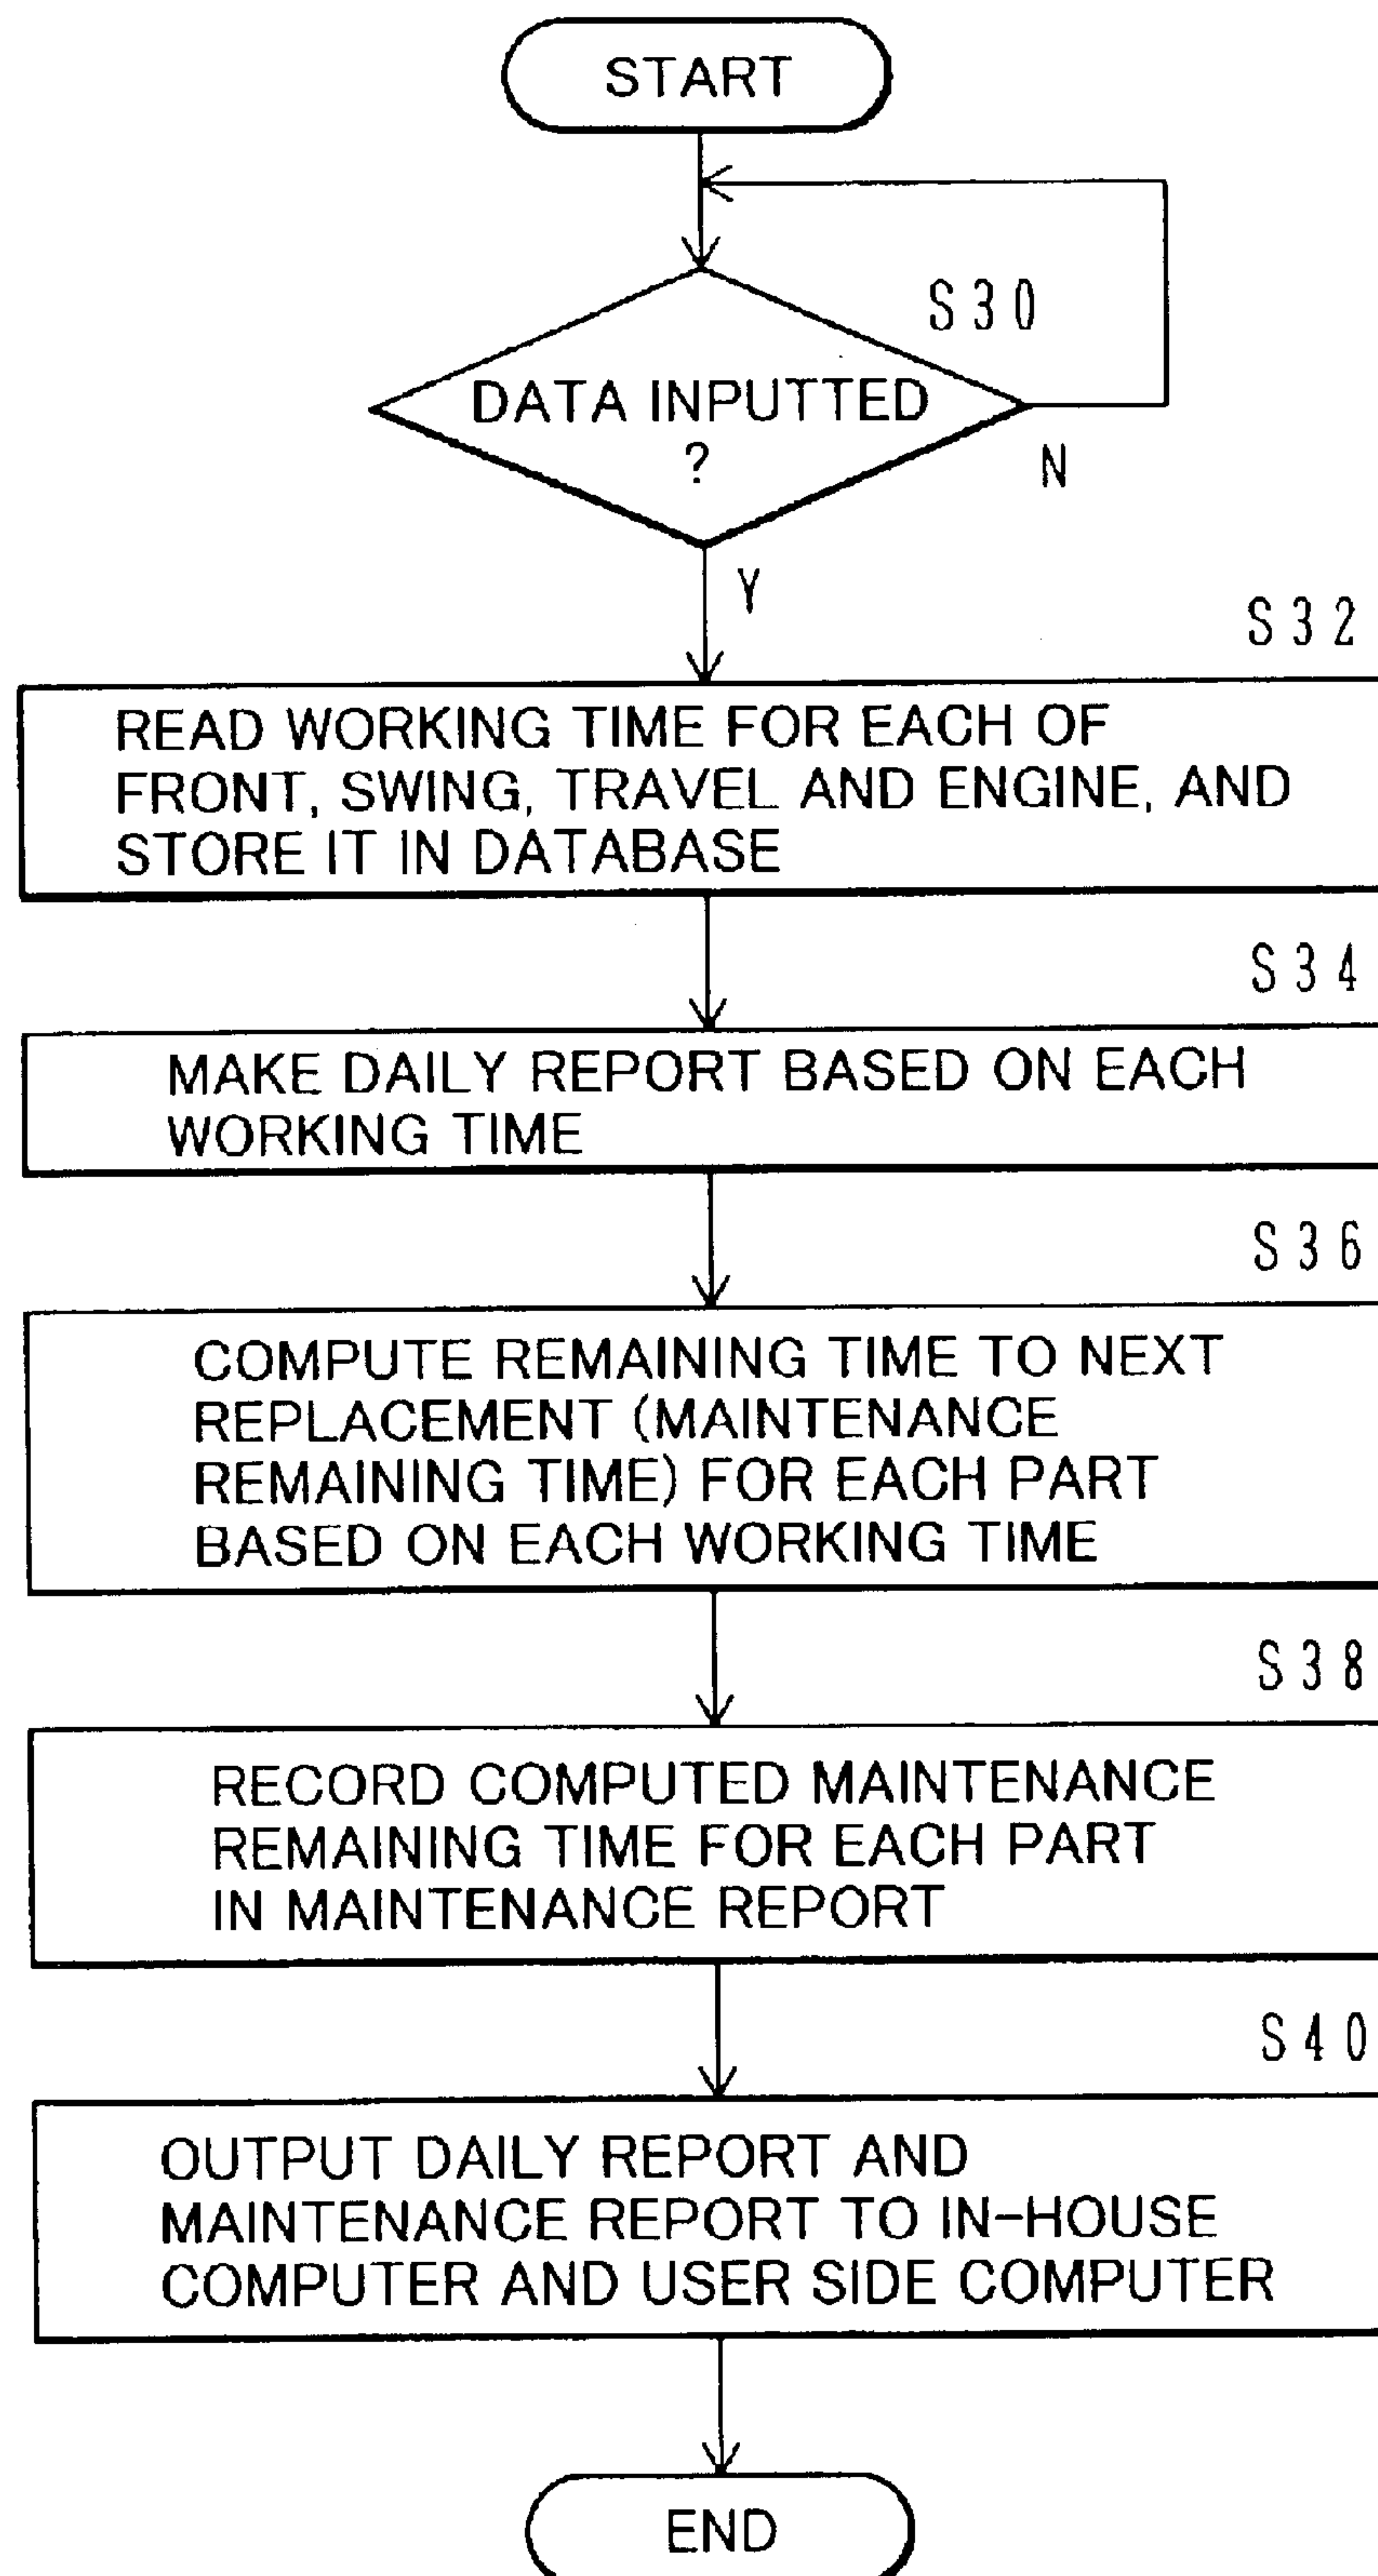 START
S30
DATA INPUTTED
?
N
Y
S32
READ WORKING TIME FOR EACH OF
FRONT, SWING, TRAVEL AND ENGINE, AND
STORE IT IN DATABASE
S34
MAKE DAILY REPORT BASED ON EACH
WORKING TIME
S36
COMPUTE REMAINING TIME TO NEXT
REPLACEMENT (MAINTENANCE
REMAINING TIME) FOR EACH PART
BASED ON EACH WORKING TIME
S38
RECORD COMPUTED MAINTENANCE
REMAINING TIME FOR EACH PART
IN MAINTENANCE REPORT
S40
OUTPUT DAILY REPORT AND
MAINTENANCE REPORT TO IN-HOUSE
COMPUTER AND USER SIDE COMPUTER
END